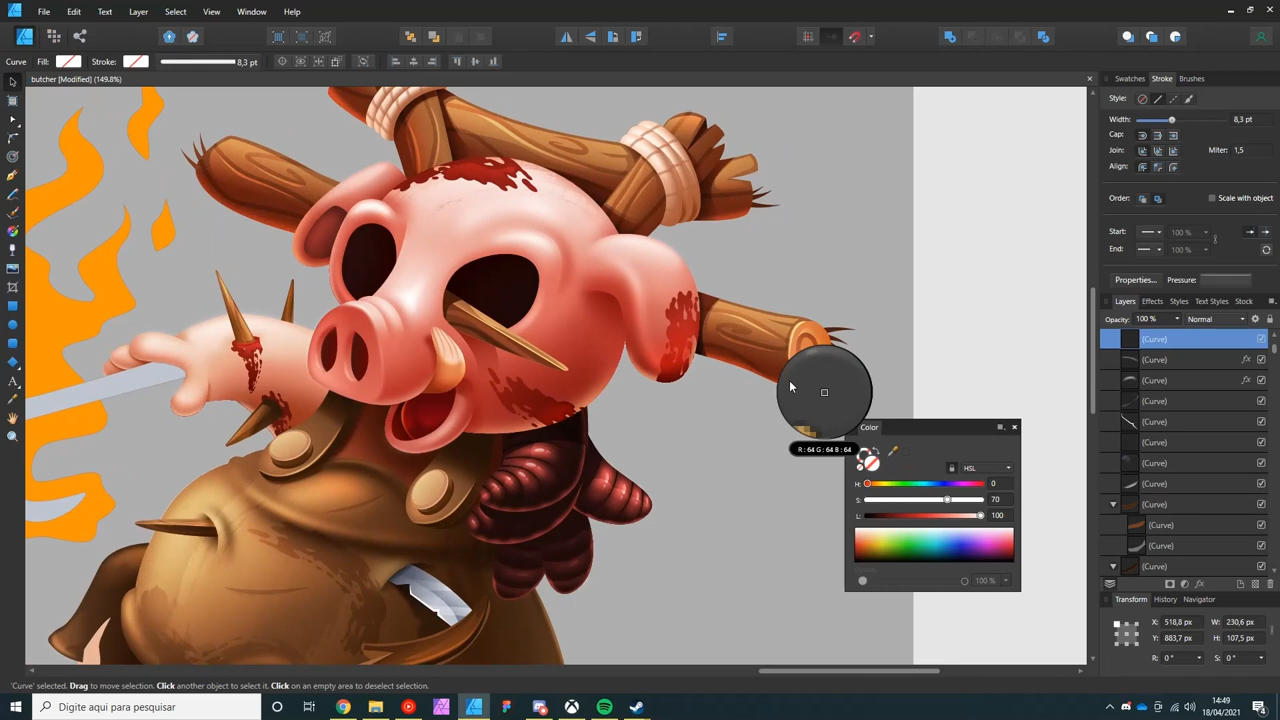 File Edit Text Layer Select View Window Help
Curve Fill: Stroke: 8,3 pt
butcher [Modified] (149.8%)
Swatches Stroke Brushes
Style:
Width: 8,3 pt
Cap:
Join: Miter: 1,5
Align:
Order: Scale with object
Start: 100 %
End: 100 %
Properties... Pressure:
Layers Effects Styles Text Styles Stock
Opacity: 100 % Normal
(Curve)
(Curve) fx
(Curve) fx
(Curve)
(Curve)
(Curve)
(Curve)
(Curve)
(Curve)
(Curve)
(Curve)
(Curve)
Transform History Navigator
X: 518,8 px W: 230,6 px
Y: 883,7 px H: 107,5 px
R: 0 ° S: 0 °
R : 64 G : 64 B : 64
Color
HSL
H: 0
S: 70
L: 100
Opacity
100 %
'Curve' selected. Drag to move selection. Click another object to select it. Click on an empty area to deselect selection.
Digite aqui para pesquisar
14:49
18/04/2021